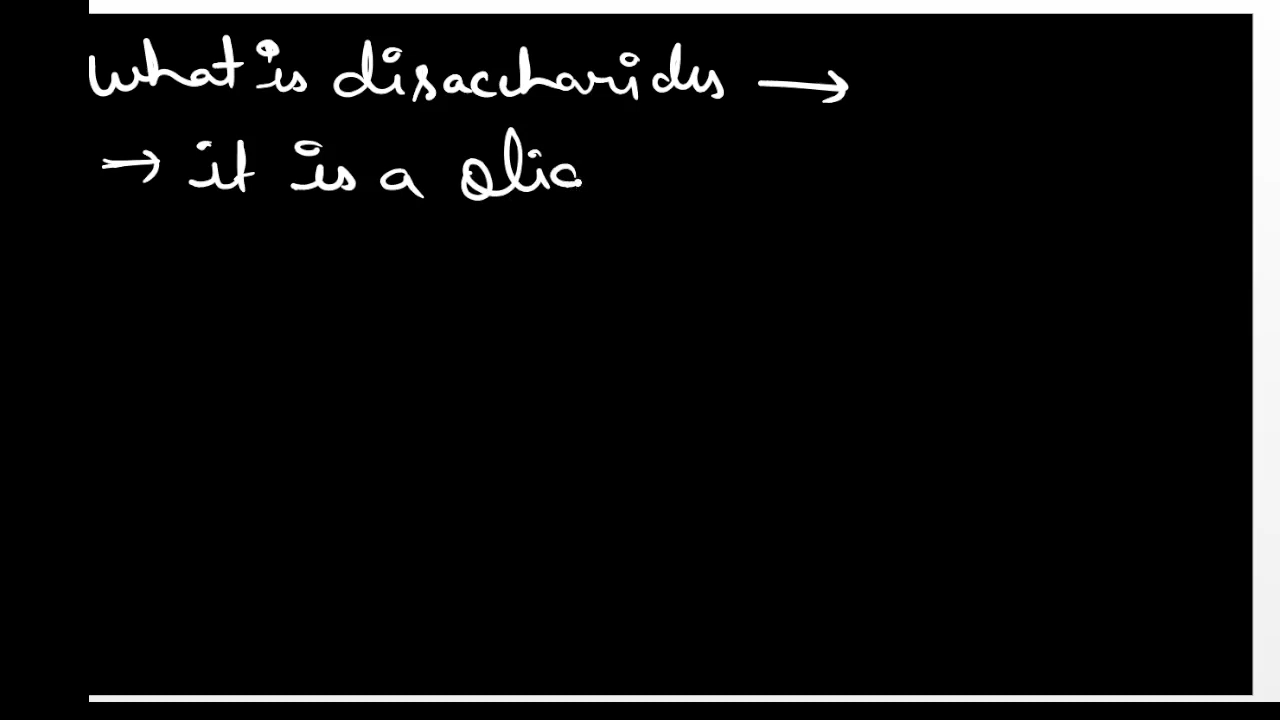 what is disaccharides →
→ it is a olic